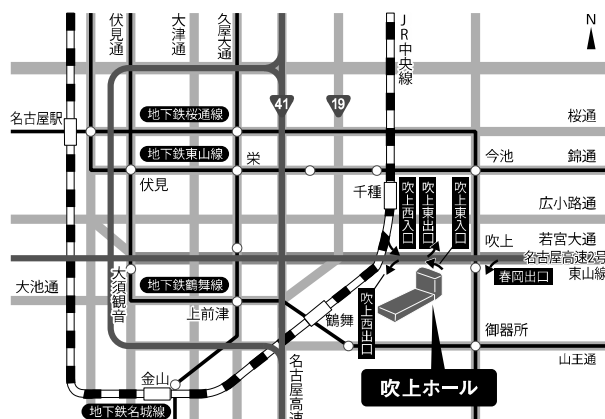 伏見通
大津通
久屋大通
JR中央線
N
41
19
名古屋駅
地下鉄桜通線
桜通
地下鉄東山線
栄
今池
錦通
伏見
千種
吹上西入口
吹上東出口
吹上東入口
広小路通
吹上
若宮大通
名古屋高速2号
東山線
春岡出口
大池通
大須観音
地下鉄鶴舞線
上前津
鶴舞
吹上西出口
御器所
山王通
金山
名古屋高速
吹上ホール
地下鉄名城線